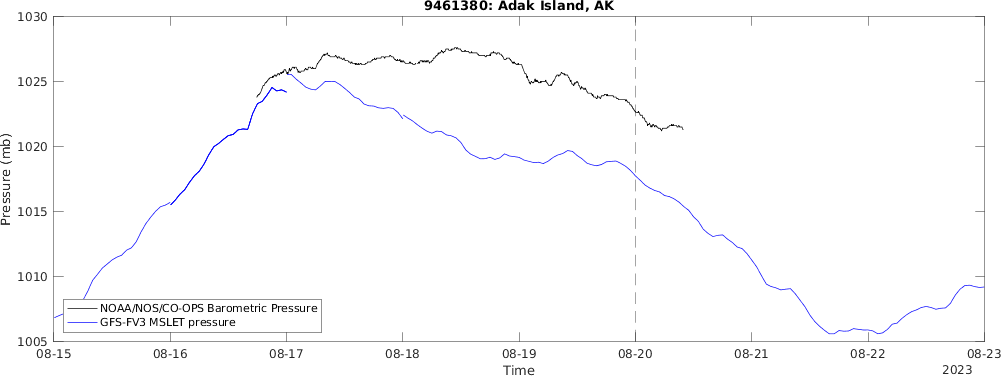 9461380: Adak Island, AK
1030
1025
1020
1015
1010
1005
Pressure (mb)
NOAA/NOS/CO-OPS Barometric Pressure
GFS-FV3 MSLET pressure
08-15 08-16 08-17 08-18 08-19 08-20 08-21 08-22 08-23
Time
2023